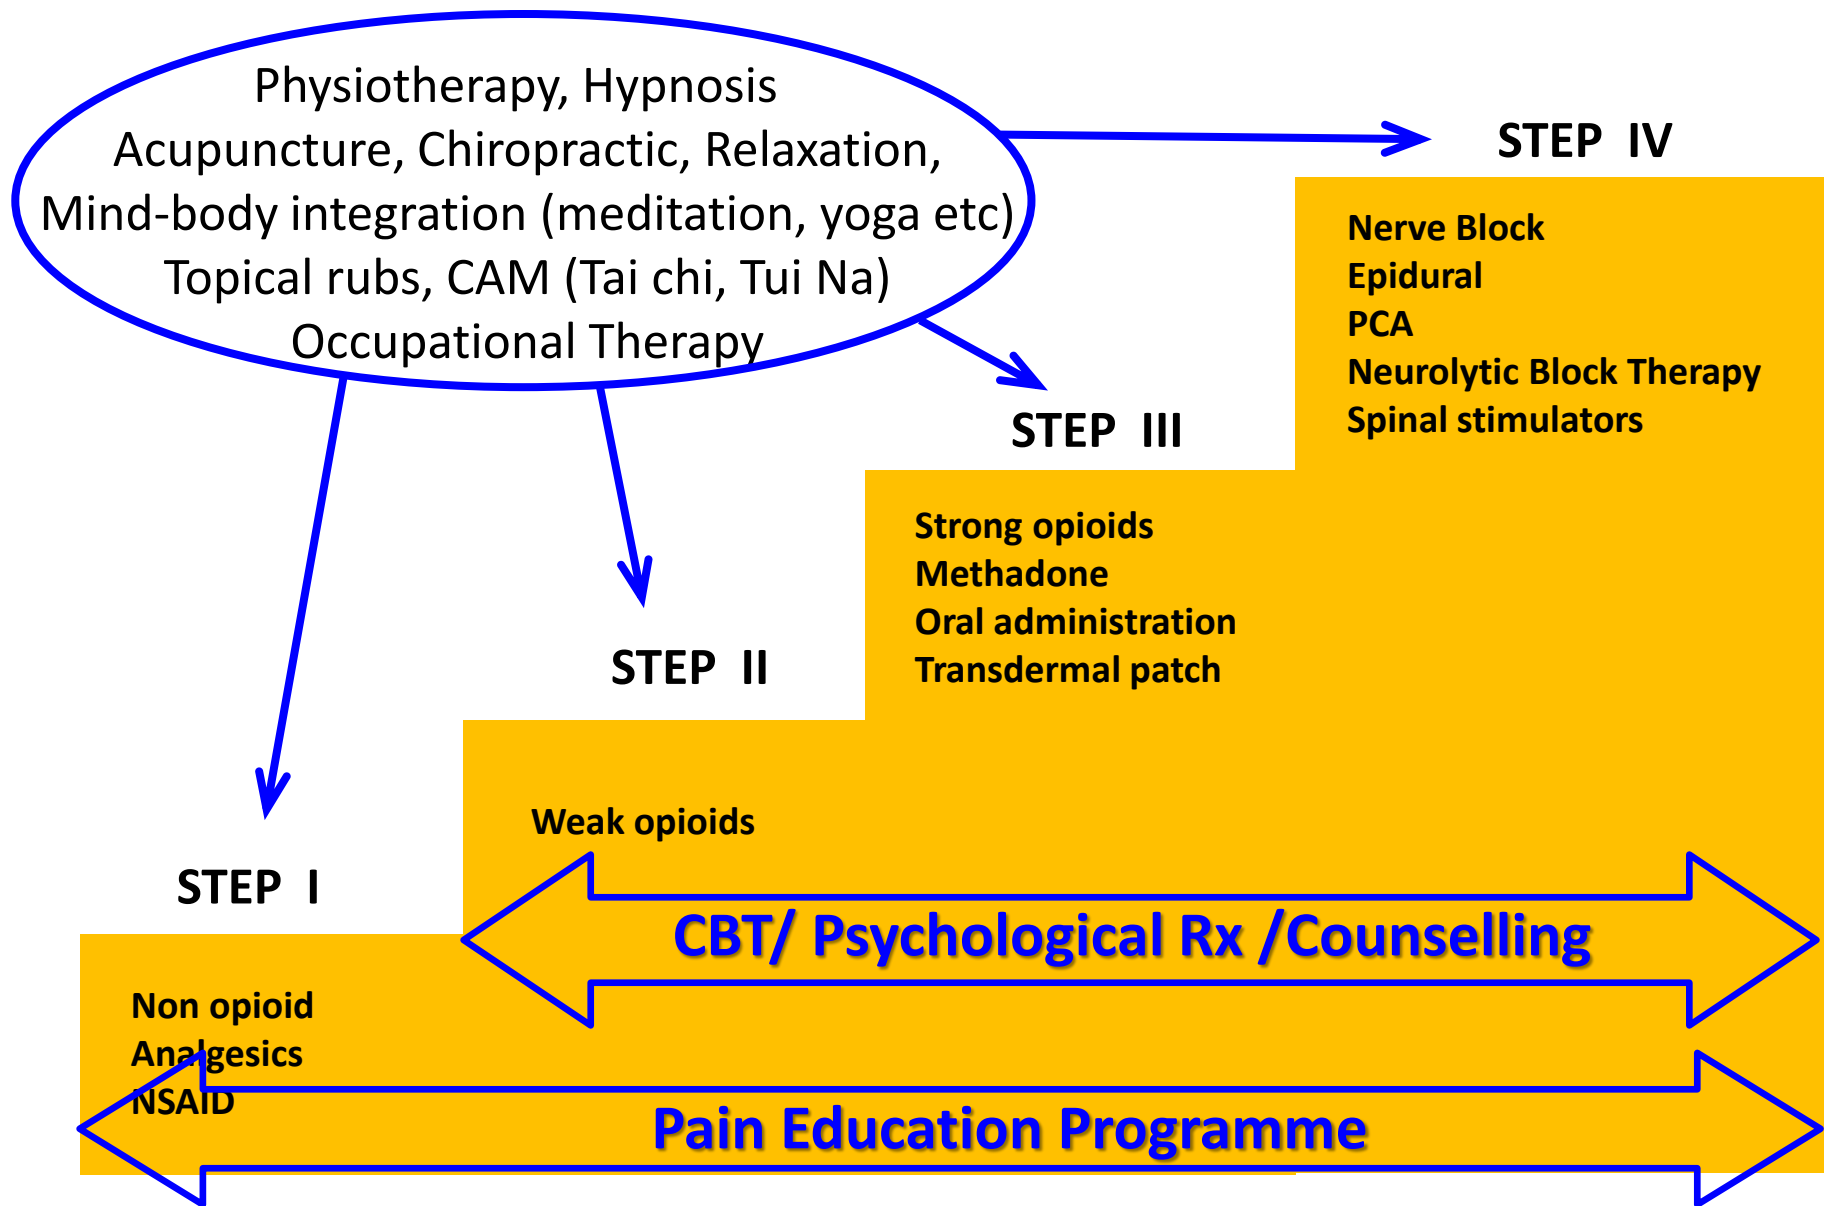 Physiotherapy, Hypnosis
Acupuncture, Chiropractic, Relaxation,
Mind-body integration (meditation, yoga etc)
Topical rubs, CAM (Tai chi, Tui Na)
Occupational Therapy
STEP IV
Nerve Block
Epidural
PCA
Neurolytic Block Therapy
Spinal stimulators
STEP III
Strong opioids
Methadone
Oral administration
Transdermal patch
STEP II
Weak opioids
STEP I
Non opioid
Analgesics
NSAID
CBT/ Psychological Rx /Counselling
Pain Education Programme